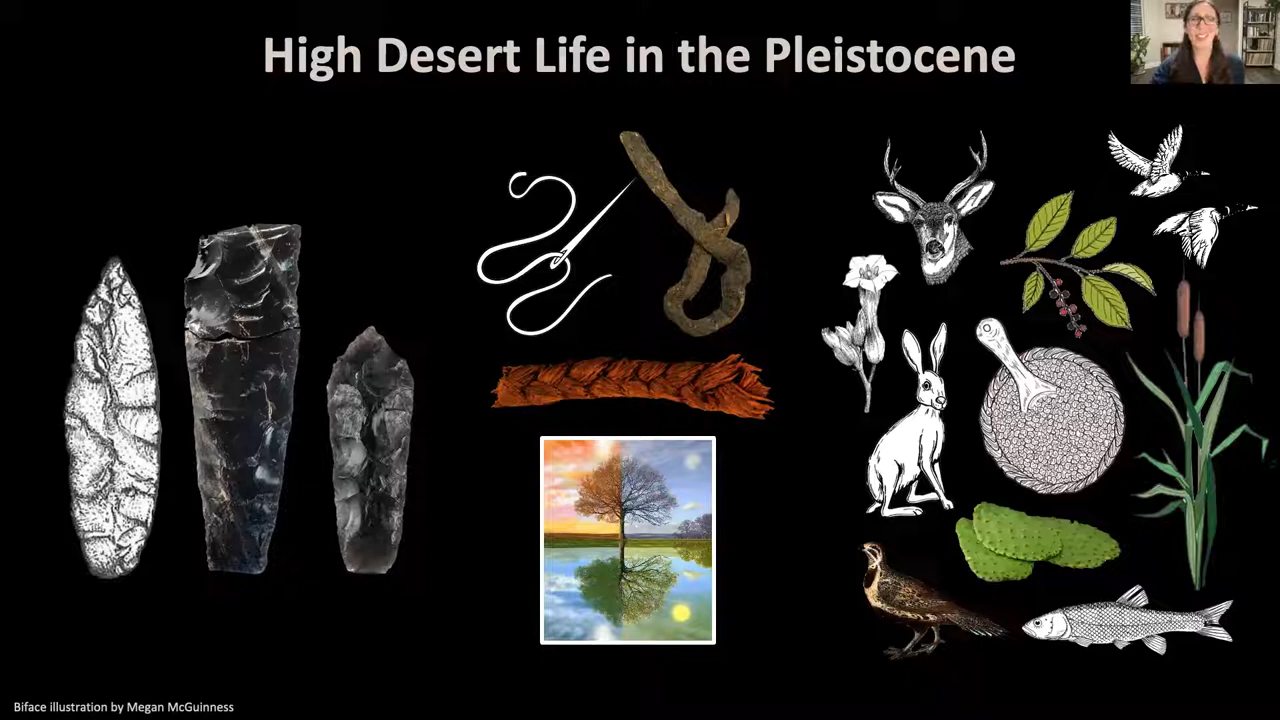 High Desert Life in the Pleistocene
Biface illustration by Megan McGuinness